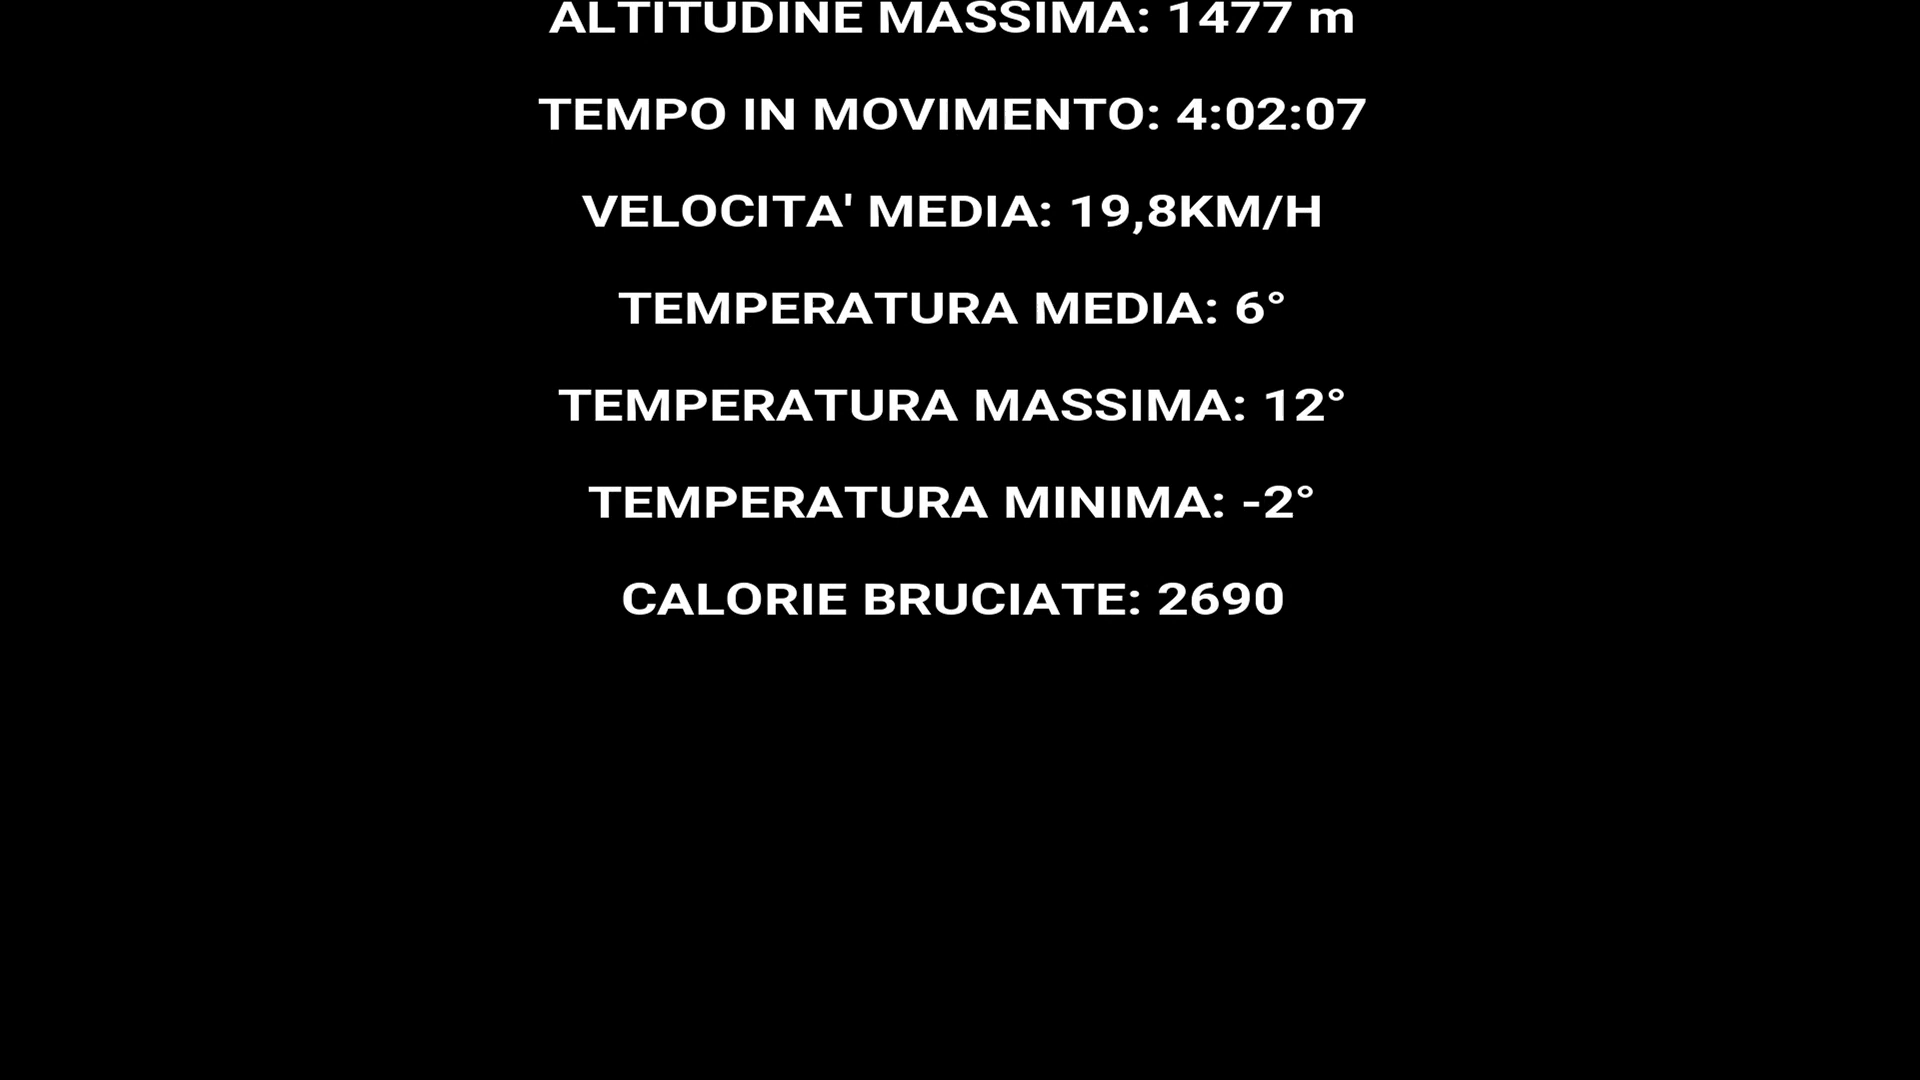 ALTITUDINE MASSIMA: 1477 m
TEMPO IN MOVIMENTO: 4:02:07
VELOCITA' MEDIA: 19,8KM/H
TEMPERATURA MEDIA: 6°
TEMPERATURA MASSIMA: 12°
TEMPERATURA MINIMA: -2°
CALORIE BRUCIATE: 2690